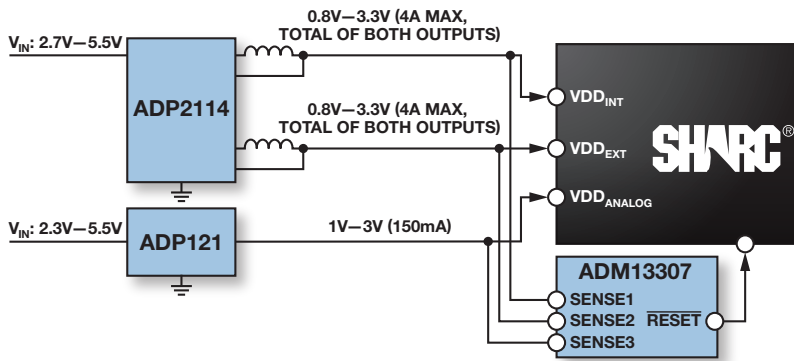 0.8V—3.3V (4A MAX,
TOTAL OF BOTH OUTPUTS)
VIN: 2.7V—5.5V
ADP2114
VDDINT
0.8V—3.3V (4A MAX,
TOTAL OF BOTH OUTPUTS)
VDDEXT
SHARC®
VDDANALOG
VIN: 2.3V—5.5V
ADP121
1V—3V (150mA)
ADM13307
SENSE1
SENSE2 RESET
SENSE3